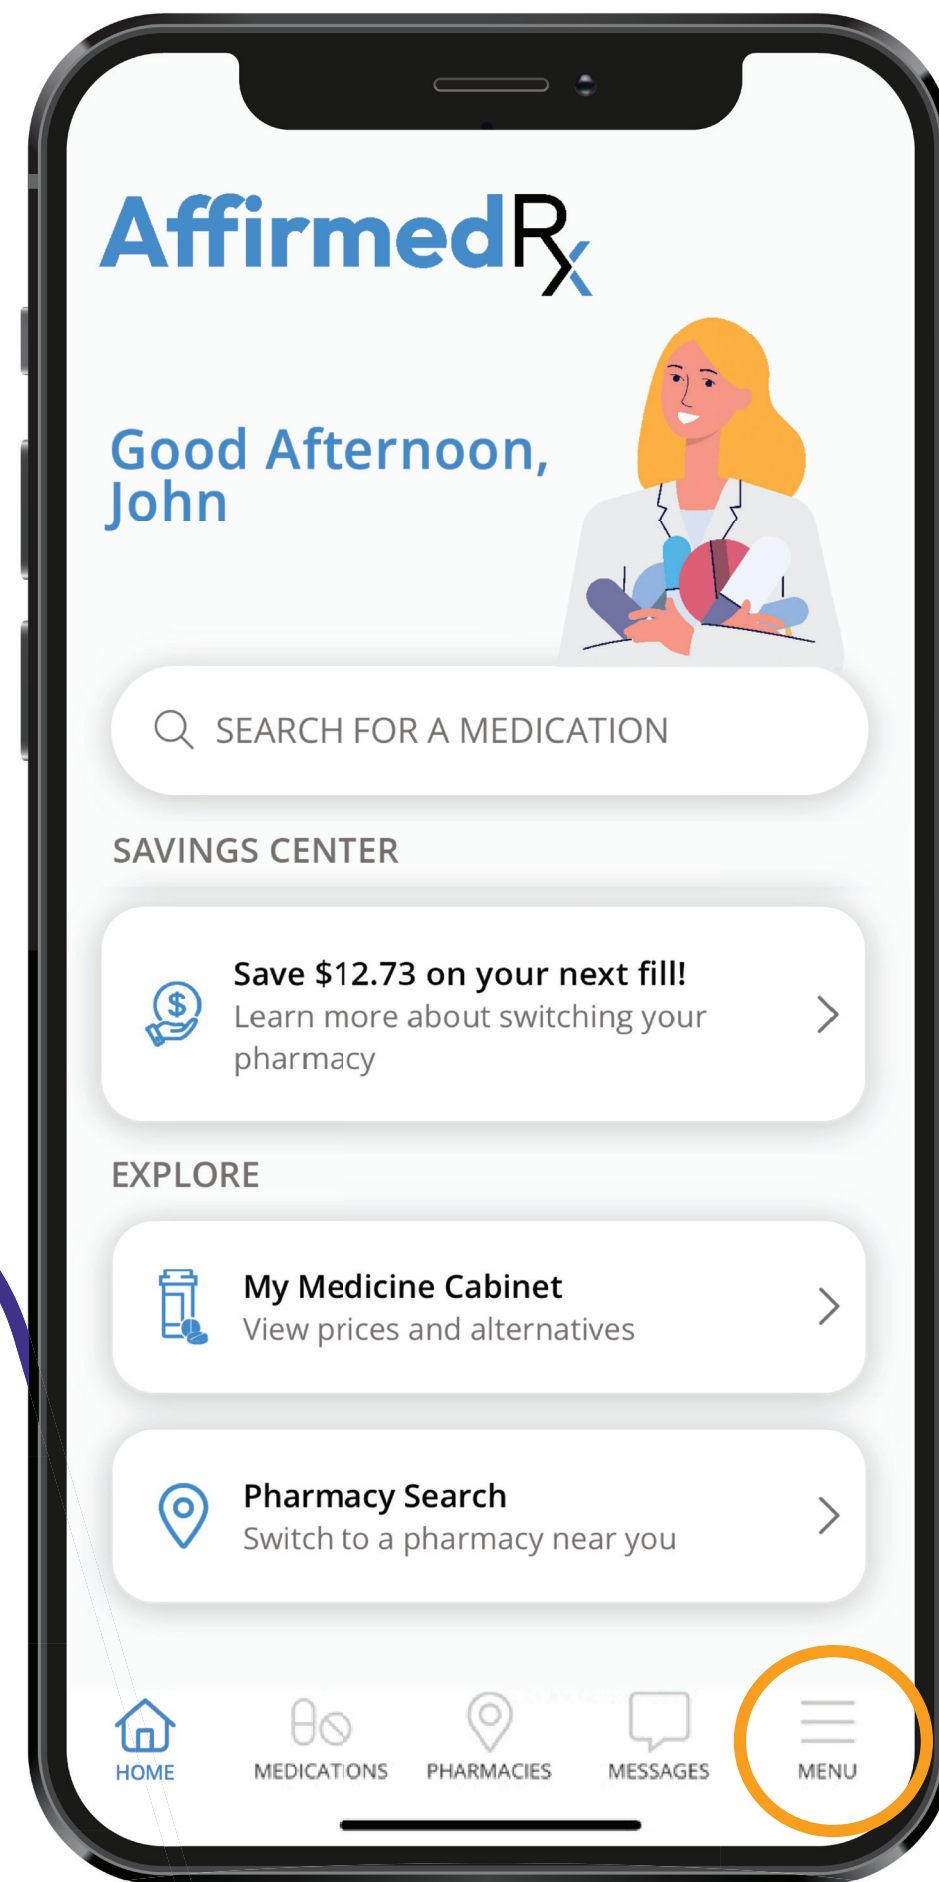 AffirmedRx
Good Afternoon,
John
SEARCH FOR A MEDICATION
SAVINGS CENTER
Save $12.73 on your next fill!
Learn more about switching your
pharmacy
EXPLORE
My Medicine Cabinet
View prices and alternatives
Pharmacy Search
Switch to a pharmacy near you
HOME MEDICATIONS PHARMACIES MESSAGES MENU